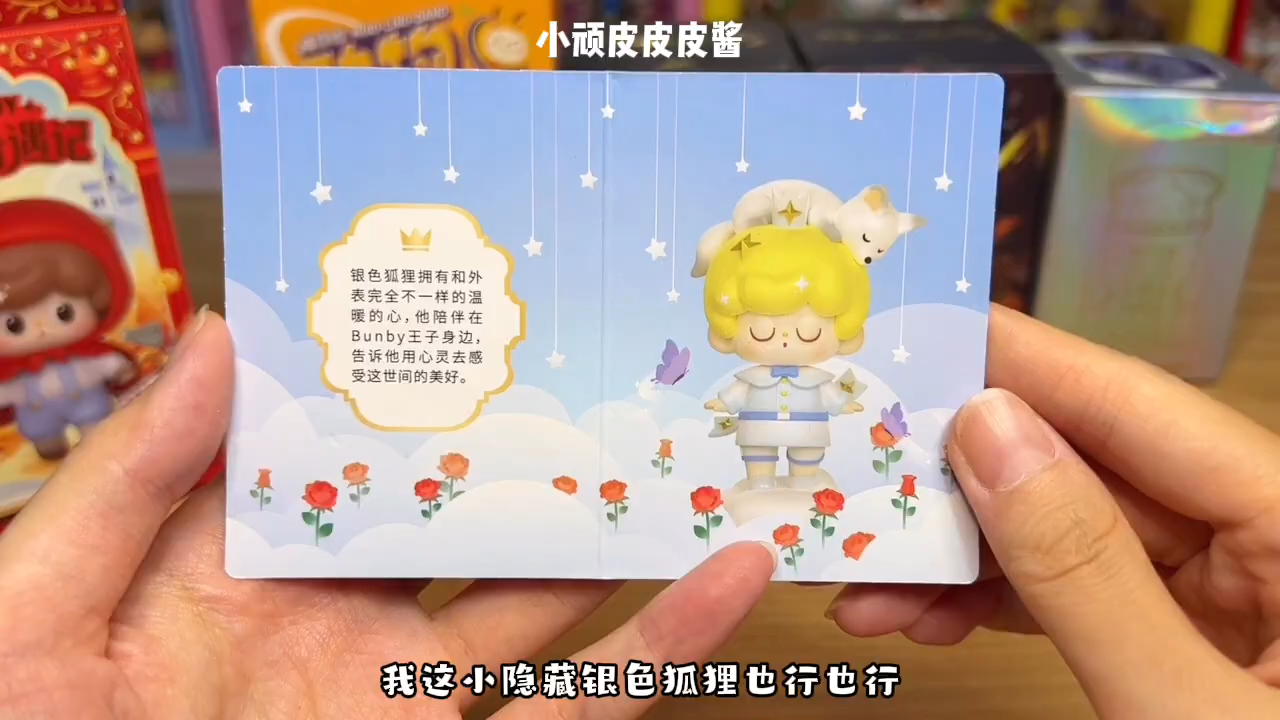 小顽皮皮皮酱
遇记
银色狐狸拥有和外
表完全不一样的温
暖的心，他陪伴在
Bunby王子身边，
告诉他用心灵去感
受这世间的美好。
我这小隐藏银色狐狸也行也行